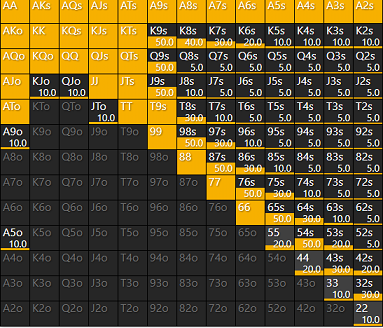 AA AKs AQs AJs ATs A9s A8s A7s A6s A5s A4s A3s A2s
AKo KK KQs KJs KTs K9s K8s K7s K6s K5s K4s K3s K2s
50.0 40.0 30.0 20.0 10.0 10.0 10.0 10.0
AQo KQo QQ QJs QTs Q9s Q8s Q7s Q6s Q5s Q4s Q3s Q2s
50.0 5.0 5.0 5.0 5.0 5.0 5.0 5.0
AJo KJo QJo JJ JTs J9s J8s J7s J6s J5s J4s J3s J2s
10.0 10.0 50.0 10.0 5.0 5.0 5.0 5.0 5.0 5.0
ATo KTo QTo JTo TT T9s T8s T7s T6s T5s T4s T3s T2s
10.0 30.0 10.0 5.0 5.0 5.0 5.0 5.0
A9o K9o Q9o J9o T9o 99 98s 97s 96s 95s 94s 93s 92s
10.0 50.0 30.0 10.0 5.0 5.0 5.0 5.0
A8o K8o Q8o J8o T8o 98o 88 87s 86s 85s 84s 83s 82s
50.0 30.0 10.0 5.0 5.0 5.0
A7o K7o Q7o J7o T7o 97o 87o 77 76s 75s 74s 73s 72s
50.0 30.0 10.0 5.0 5.0
A6o K6o Q6o J6o T6o 96o 86o 76o 66 65s 64s 63s 62s
50.0 30.0 10.0 5.0
A5o K5o Q5o J5o T5o 95o 85o 75o 65o 55 54s 53s 52s
10.0 20.0 50.0 20.0 5.0
A4o K4o Q4o J4o T4o 94o 84o 74o 64o 54o 44 43s 42s
20.0 30.0 20.0
A3o K3o Q3o J3o T3o 93o 83o 73o 63o 53o 43o 33 32s
10.0 30.0
A2o K2o Q2o J2o T2o 92o 82o 72o 62o 52o 42o 32o 22
10.0